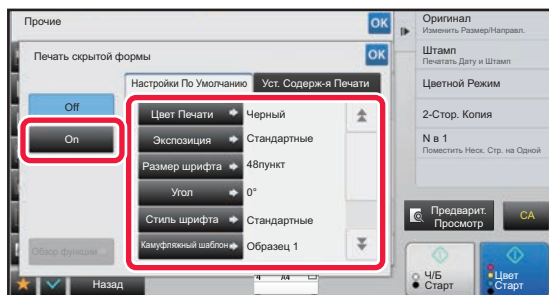 Прочие
OK
Печать скрытой формы
OK
Настройки По Умолчанию
Уст. Содерж-я Печати
Off
On
Цвет Печати
Черный
Экспозиция
Стандартные
Размер шрифта
48пункт
Угол
0°
Стиль шрифта
Стандартные
Камуфляжный шаблон
Образец 1
Обзор функции
Назад
A4
Оригинал
Изменить Размер/Направл.
Штамп
Печатать Дату и Штамп
Цветной Режим
2-Стор. Копия
N в 1
Поместить Неск. Стр. на Одной
Предварит.
Просмотр
CA
Ч/Б
Старт
Цвет
Старт